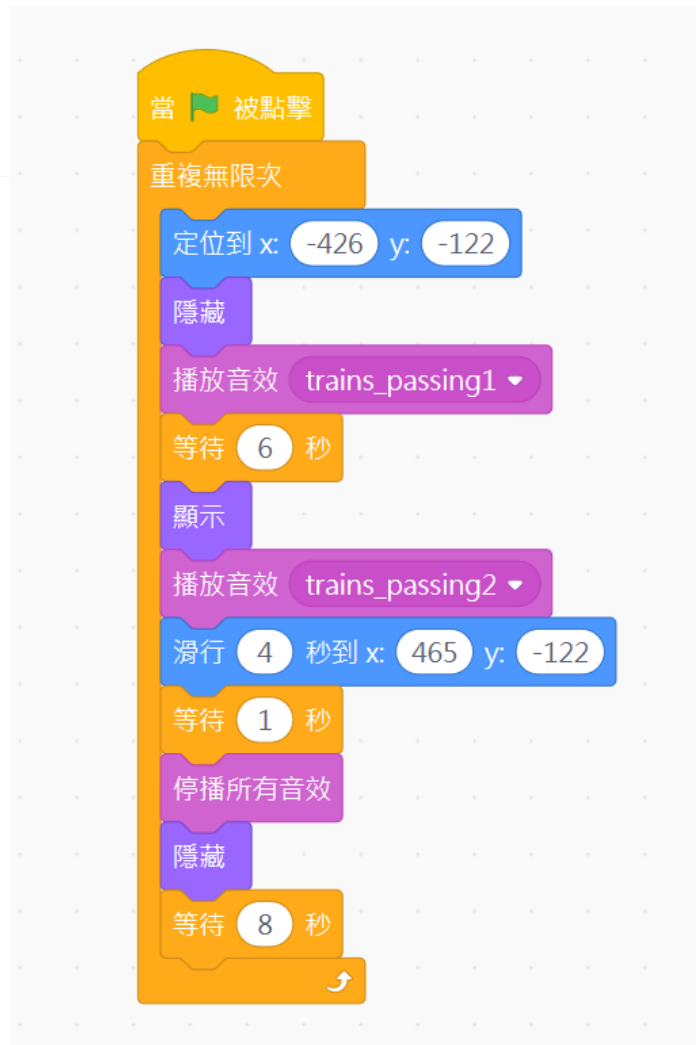 當 被點擊
重複無限次
定位到 x: -426 y: -122
隱藏
播放音效 trains_passing1
等待 6 秒
顯示
播放音效 trains_passing2
滑行 4 秒到 x: 465 y: -122
等待 1 秒
停播所有音效
隱藏
等待 8 秒